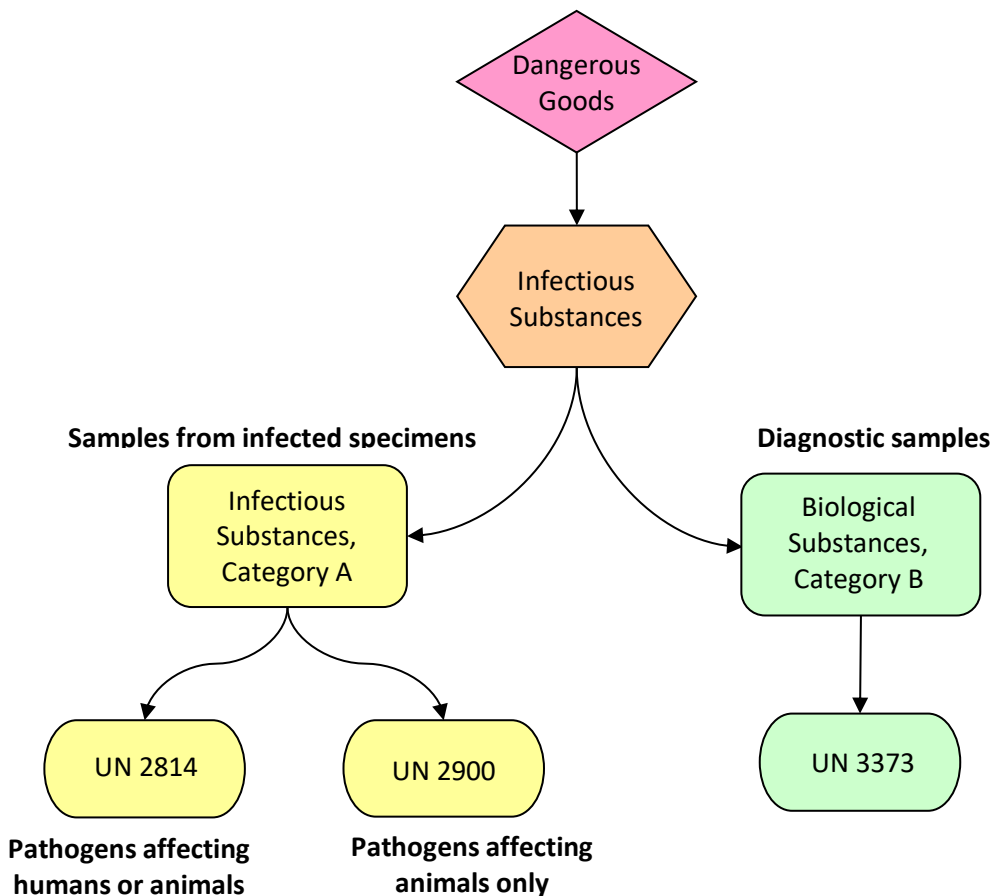 Dangerous
Goods
Infectious
Substances
Samples from infected specimens
Diagnostic samples
Infectious
Substances,
Category A
Biological
Substances,
Category B
UN 2814
UN 2900
UN 3373
Pathogens affecting
humans or animals
Pathogens affecting
animals only